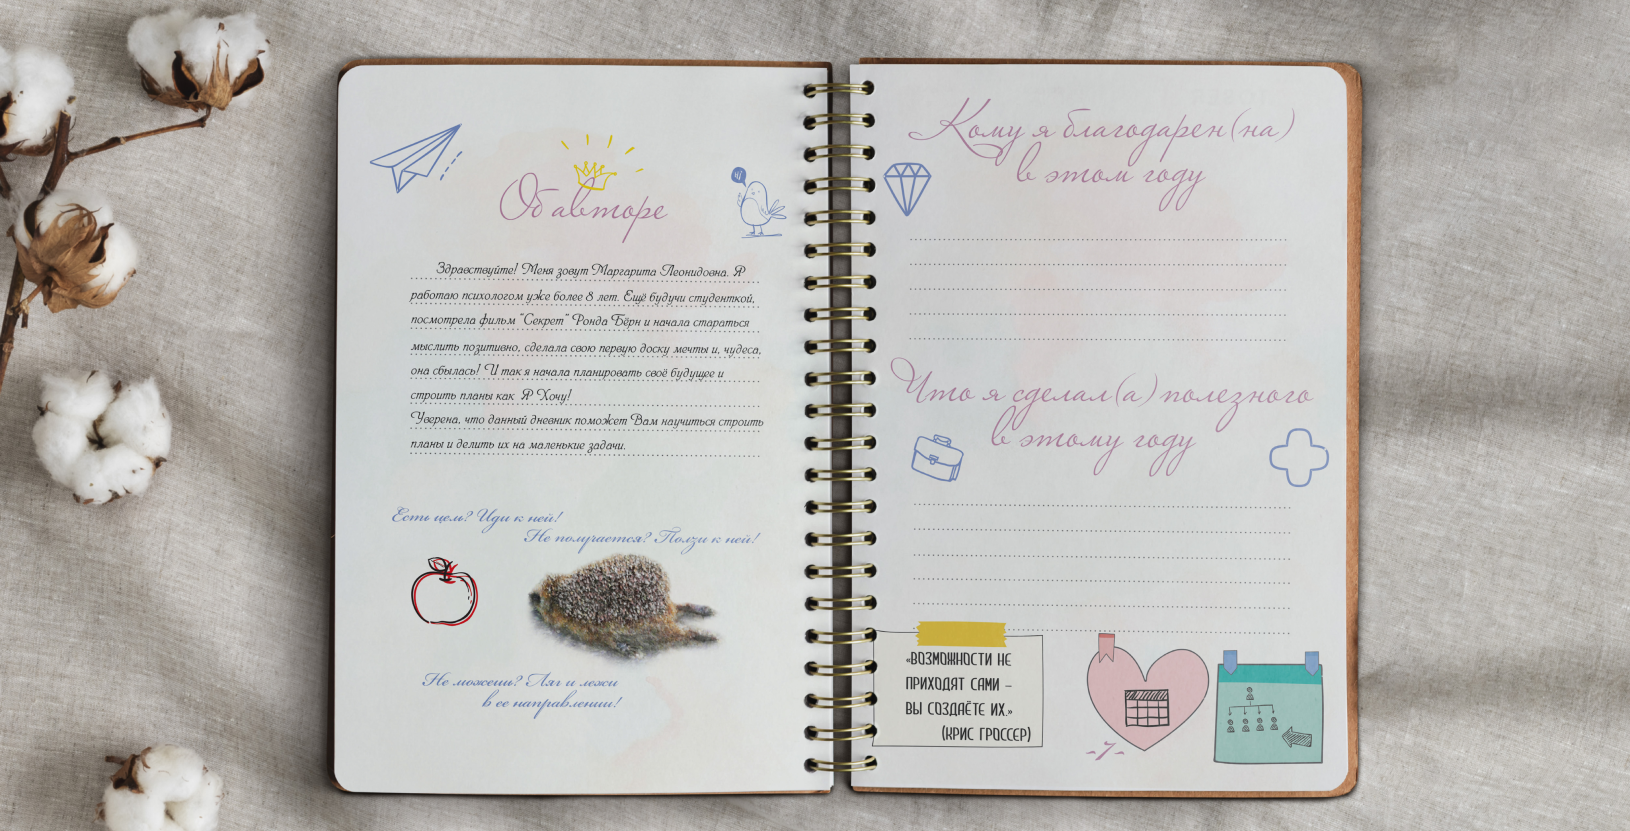 Об авторе
Здравствуйте! Меня зовут Маргарита Леонидовна. Я
работаю психологом уже более 8 лет. Ещё будучи студенткой,
посмотрела фильм "Секрет" Ронда Бёрн и начала стараться
мыслить позитивно, сделала свою первую доску мечты и, чудеса,
она сбылась! И так я начала планировать своё будущее и
строить планы как Я Хочу!
Уверена, что данный дневник поможет Вам научиться строить
планы и делить их на маленькие задачи.
Есть цель? Иди к ней!
Не получается? Ползи к ней!
Не можешь? Ляг и лежи
в ее направлении!
Кому я благодарен(на)
в этом году
Что я сделал(а) полезного
в этому году
«ВОЗМОЖНОСТИ НЕ
ПРИХОДЯТ САМИ –
ВЫ СОЗДАЁТЕ ИХ.»
(КРИС ГРОССЕР)
-7-